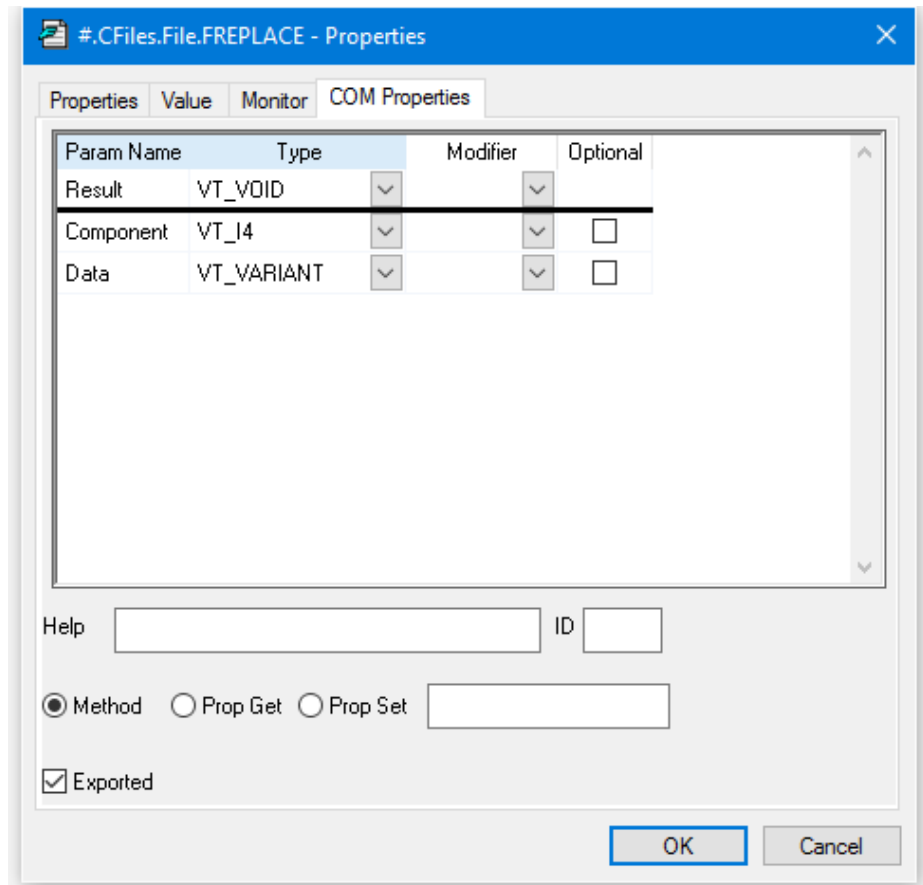 #.CFiles.File.FREPLACE - Properties
Properties Value Monitor COM Properties
Param Name Type Modifier Optional
Result VT_VOID
Component VT_I4
Data VT_VARIANT
Help ID
Method Prop Get Prop Set
Exported
OK Cancel